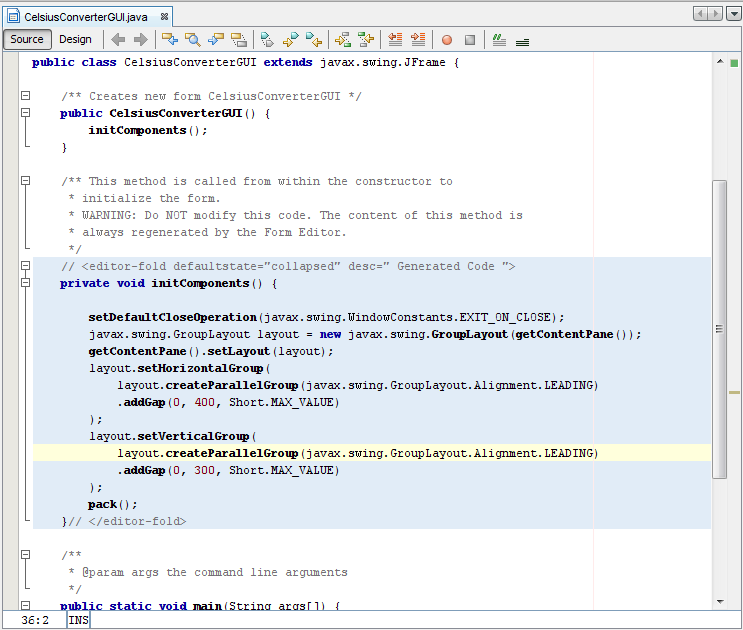 CelsiusConverterGUI.java
Source Design
public class CelsiusConverterGUI extends javax.swing.JFrame {
/** Creates new form CelsiusConverterGUI */
public CelsiusConverterGUI() {
initComponents();
}
/** This method is called from within the constructor to
* initialize the form.
* WARNING: Do NOT modify this code. The content of this method is
* always regenerated by the Form Editor.
*/
// <editor-fold defaultstate="collapsed" desc=" Generated Code ">
private void initComponents() {
setDefaultCloseOperation(javax.swing.WindowConstants.EXIT_ON_CLOSE);
javax.swing.GroupLayout layout = new javax.swing.GroupLayout(getContentPane());
getContentPane().setLayout(layout);
layout.setHorizontalGroup(
layout.createParallelGroup(javax.swing.GroupLayout.Alignment.LEADING)
.addGap(0, 400, Short.MAX_VALUE)
);
layout.setVerticalGroup(
layout.createParallelGroup(javax.swing.GroupLayout.Alignment.LEADING)
.addGap(0, 300, Short.MAX_VALUE)
);
pack();
}// </editor-fold>
/**
* @param args the command line arguments
*/
public static void main(String args[]) {
36:2 INS